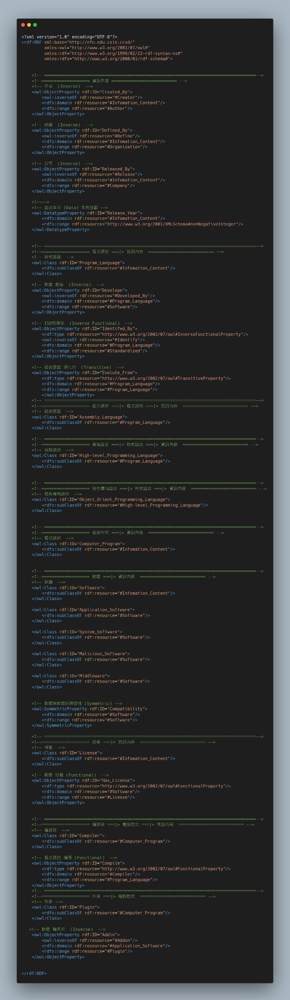 <?xml version="1.0" encoding="UTF-8"?>
<rdf:RDF xml:base="http://nfu.edu.csie.ccsd/"
         xmlns:owl="http://www.w3.org/2002/07/owl#"
         xmlns:rdf="http://www.w3.org/1999/02/22-rdf-syntax-ns#"
         xmlns:rdfs="http://www.w3.org/2000/01/rdf-schema#">
    <!-- ====================================================================================-->
    <!--=================== 資訊內容 ========================== -->
    <!-- 作者  (Inverse)  -->
    <owl:ObjectProperty rdf:ID="Created_By">
        <owl:inverseOf rdf:resource="#Creator"/>
        <rdfs:domain rdf:resource="#Infomation_Content"/>
        <rdfs:range rdf:resource="#Author"/>
    </owl:ObjectProperty>
    <!-- 組織  (Inverse)  -->
    <owl:ObjectProperty rdf:ID="Defined_By">
        <owl:inverseOf rdf:resource="#Define"/>
        <rdfs:domain rdf:resource="#Infomation_Content"/>
        <rdfs:range rdf:resource="#Organization"/>
    </owl:ObjectProperty>
    <!-- 公司  (Inverse)  -->
    <owl:ObjectProperty rdf:ID="Released_By">
        <owl:inverseOf rdf:resource="#Release"/>
        <rdfs:domain rdf:resource="#Infomation_Content"/>
        <rdfs:range rdf:resource="#Company"/>
    </owl:ObjectProperty>
    <!---->
    <!-- 產出年分 (Data) 非負整數 -->
    <owl:DatatypeProperty rdf:ID="Release_Year">
        <rdfs:domain rdf:resource="#Infomation_Content"/>
        <rdfs:range rdf:resource="http://www.w3.org/2001/XMLSchema#nonNegativeInteger"/>
    </owl:DatatypeProperty>
    <!-- ====================================================================================-->
    <!--=================== 程式語言 ===|> 資訊內容  ========================== -->
    <!-- 程式語言  -->
    <owl:Class rdf:ID="Program_Language">
        <rdfs:subClassOf rdf:resource="#Infomation_Content"/>
    </owl:Class>
    <!-- 軟體 創造  (Inverse)  -->
    <owl:ObjectProperty rdf:ID="Develope">
        <owl:inverseOf rdf:resource="#Developed_By"/>
        <rdfs:domain rdf:resource="#Program_Language"/>
        <rdfs:range rdf:resource="#Software"/>
    </owl:ObjectProperty>
    <!-- ISO標準號  (Inverse Functional)  -->
    <owl:ObjectProperty rdf:ID="Identifed_By">
        <rdf:type rdf:resource="http://www.w3.org/2002/07/owl#InverseFunctionalProperty"/>
        <owl:inverseOf rdf:resource="#Identify"/>
        <rdfs:domain rdf:resource="#Program_Language"/>
        <rdfs:range rdf:resource="#Standardized"/>
    </owl:ObjectProperty>
    <!-- 組合語言 演化於  (Transitive)  -->
    <owl:ObjectProperty rdf:ID="Evolute_From">
        <rdf:type rdf:resource="http://www.w3.org/2002/07/owl#TransitiveProperty"/>
        <rdfs:domain rdf:resource="#Program_Language"/>
        <rdfs:range rdf:resource="#Program_Language"/>
        </owl:ObjectProperty>
    <!-- ====================================================================================-->
    <!--=================== 組合語言 ===|> 程式語言 ===|> 資訊內容  ========================== -->
    <!-- 組合語言  -->
    <owl:Class rdf:ID="Assembly_Language">
        <rdfs:subClassOf rdf:resource="#Program_Language"/>
    </owl:Class>
    <!-- ====================================================================================-->
    <!--=================== 高階語言 ===|> 程式語言 ===|> 資訊內容  ========================== -->
    <!-- 高階語言  -->
    <owl:Class rdf:ID="High-level_Programming_Language">
        <rdfs:subClassOf rdf:resource="#Program_Language"/>
    </owl:Class>
    <!-- ====================================================================================-->
    <!--=================== 物件導向語言 ===|> 程式語言 ===|> 資訊內容  ========================== -->
    <!-- 物件導向語言  -->
    <owl:Class rdf:ID="Object_Orient_Programming_Language">
        <rdfs:subClassOf rdf:resource="#High-level_Programming_Language"/>
    </owl:Class>
    <!-- ====================================================================================-->
    <!--=================== 電腦程式 ===|> 資訊內容  ========================== -->
    <!-- 程式語言  -->
    <owl:Class rdf:ID="Computer_Program">
        <rdfs:subClassOf rdf:resource="#Infomation_Content"/>
    </owl:Class>
    <!-- ====================================================================================-->
    <!--=================== 軟體 ===|> 資訊內容  ========================== -->
    <!-- 軟體  -->
    <owl:Class rdf:ID="Software">
        <rdfs:subClassOf rdf:resource="#Infomation_Content"/>
    </owl:Class>
    <owl:Class rdf:ID="Application_Software">
        <rdfs:subClassOf rdf:resource="#Software"/>
    </owl:Class>
    <owl:Class rdf:ID="System_Software">
        <rdfs:subClassOf rdf:resource="#Software"/>
    </owl:Class>
    <owl:Class rdf:ID="Malicious_Software">
        <rdfs:subClassOf rdf:resource="#Software"/>
    </owl:Class>
    <owl:Class rdf:ID="Middleware">
        <rdfs:subClassOf rdf:resource="#Software"/>
    </owl:Class>
    <!-- 軟體與軟體的兼容性 (Symmetric) -->
    <owl:SymmetricProperty rdf:ID="Compatibility">
        <rdfs:domain rdf:resource="#Software"/>
        <rdfs:range rdf:resource="#Software"/>
    </owl:SymmetricProperty>
    <!-- ====================================================================================-->
    <!--=================== 授權 ===|> 資訊內容  ========================== -->
    <!-- 授權  -->
    <owl:Class rdf:ID="License">
        <rdfs:subClassOf rdf:resource="#Infomation_Content"/>
    </owl:Class>
    <!-- 軟體 授權 (Functional)  -->
    <owl:ObjectProperty rdf:ID="Has_License">
        <rdf:type rdf:resource="http://www.w3.org/2002/07/owl#FunctionalProperty"/>
        <rdfs:domain rdf:resource="#Software"/>
        <rdfs:range rdf:resource="#License"/>
    </owl:ObjectProperty>
    <!-- ====================================================================================-->
    <!--=================== 編譯器 ===|> 電腦程式 ===|> 資訊內容  ========================== -->
    <!-- 編譯器  -->
    <owl:Class rdf:ID="Compiler">
        <rdfs:subClassOf rdf:resource="#Computer_Program"/>
    </owl:Class>
    <!-- 程式語言 編譯 (Functional)  -->
    <owl:ObjectProperty rdf:ID="Compile">
        <rdf:type rdf:resource="http://www.w3.org/2002/07/owl#FunctionalProperty"/>
        <rdfs:domain rdf:resource="#Compiler"/>
        <rdfs:range rdf:resource="#Program_Language"/>
    </owl:ObjectProperty>
    <!-- ====================================================================================-->
    <!--=================== 外掛 ===|> 電腦程式  ========================== -->
    <!-- 外掛 -->
    <owl:Class rdf:ID="Plugin">
        <rdfs:subClassOf rdf:resource="#Computer_Program"/>
    </owl:Class>
   <!-- 軟體 擴充於  (Inverse)  -->
    <owl:ObjectProperty rdf:ID="Addin">
        <owl:inverseOf rdf:resource="#Addon"/>
        <rdfs:domain rdf:resource="#Application_Software"/>
        <rdfs:range rdf:resource="#Plugin"/>
    </owl:ObjectProperty>
</rdf:RDF>